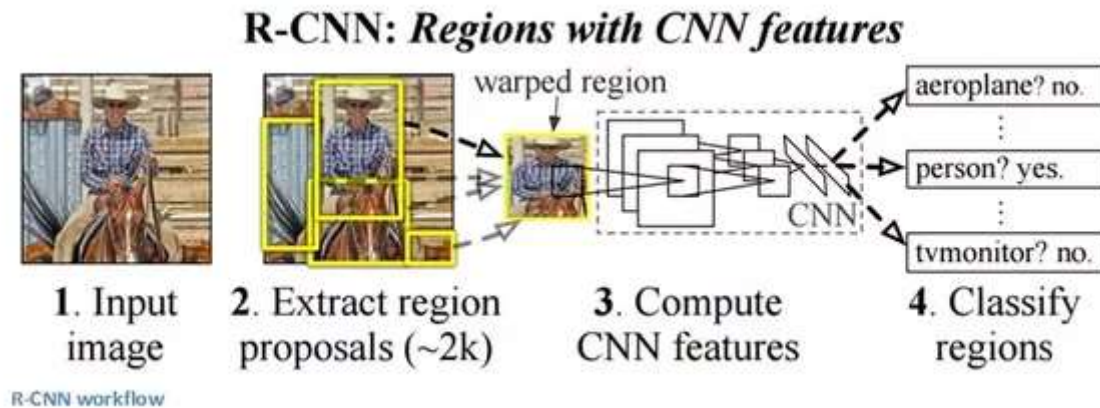 R-CNN: Regions with CNN features
warped region
aeroplane? no.
person? yes.
CNN
tvmonitor? no.
1. Input
image
2. Extract region
proposals (~2k)
3. Compute
CNN features
4. Classify
regions
R-CNN workflow